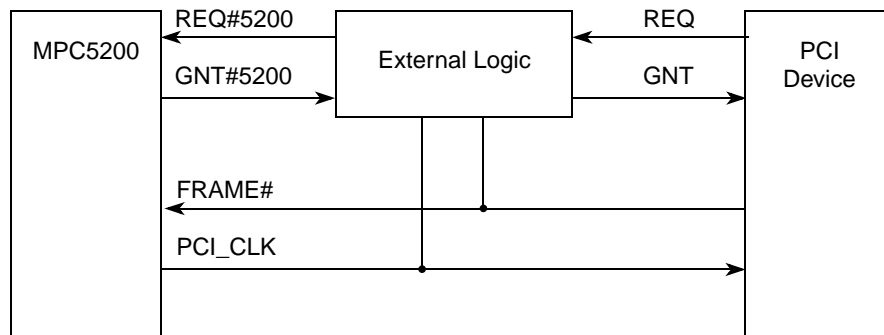 REQ#5200
REQ
MPC5200
External Logic
PCI
Device
GNT#5200
GNT
FRAME#
PCI_CLK